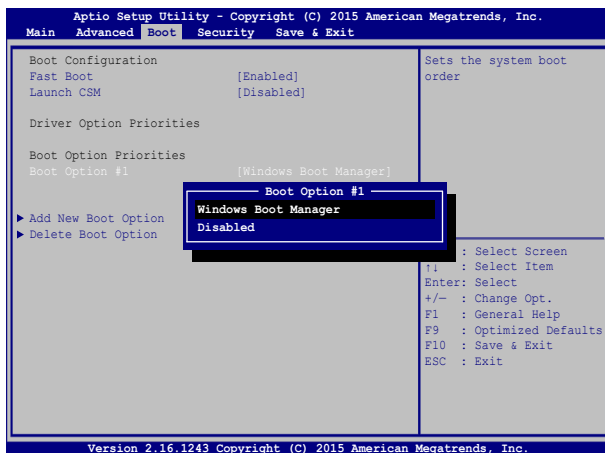 Aptio Setup Utility - Copyright (C) 2015 American Megatrends, Inc.
Main Advanced Boot Security Save & Exit
Boot Configuration
Fast Boot [Enabled]
Launch CSM [Disabled]
Driver Option Priorities
Boot Option Priorities
Boot Option #1 [Windows Boot Manager]
▶ Add New Boot Option
▶ Delete Boot Option
Boot Option #1
Windows Boot Manager
Disabled
Sets the system boot
order
: Select Screen
↑↓ : Select Item
Enter: Select
+/— : Change Opt.
F1 : General Help
F9 : Optimized Defaults
F10 : Save & Exit
ESC : Exit
Version 2.16.1243 Copyright (C) 2015 American Megatrends, Inc.